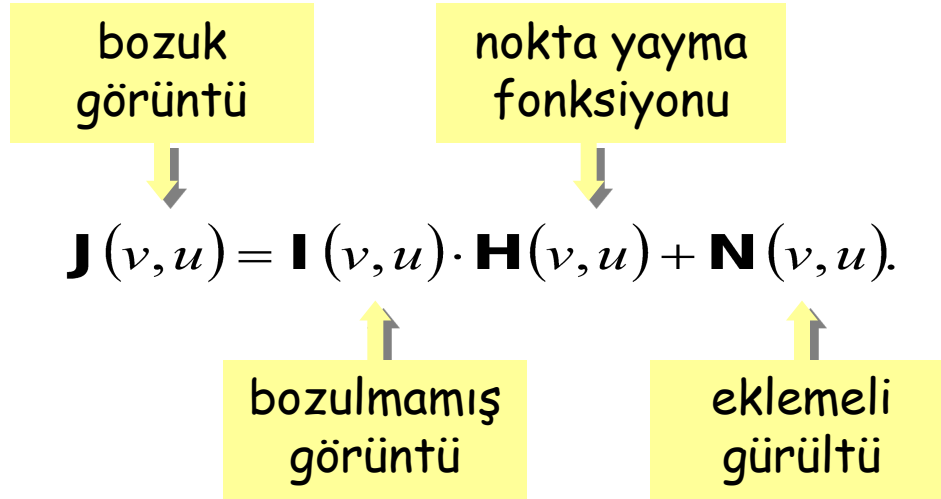 bozuk
görüntü
nokta yayma
fonksiyonu
J(v,u) = I(v,u)·H(v,u) + N(v,u).
bozulmamış
görüntü
eklemeli
gürültü